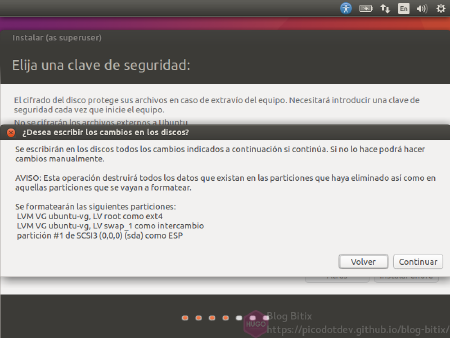 En
Instalar (as superuser)
Elija una clave de seguridad:
El cifrado del disco protege sus archivos en caso de extravío del equipo. Necesitará introducir una clave de
seguridad cada vez que inicie el equipo.
No se cifrarán los archivos externos a Ubuntu
¿Desea escribir los cambios en los discos?
Se escribirán en los discos todos los cambios indicados a continuación si continúa. Si no lo hace podrá hacer
cambios manualmente.
AVISO: Esta operación destruirá todos los datos que existan en las particiones que haya eliminado así como en
aquellas particiones que se vayan a formatear.
Se formatearán las siguientes particiones:
LVM VG ubuntu-vg, LV root como ext4
LVM VG ubuntu-vg, LV swap_1 como intercambio
partición #1 de SCSI3 (0,0,0) (sda) como ESP
Volver Continuar
HUGO
Blog Bitix
https://picodotdev.github.io/blog-bitix/